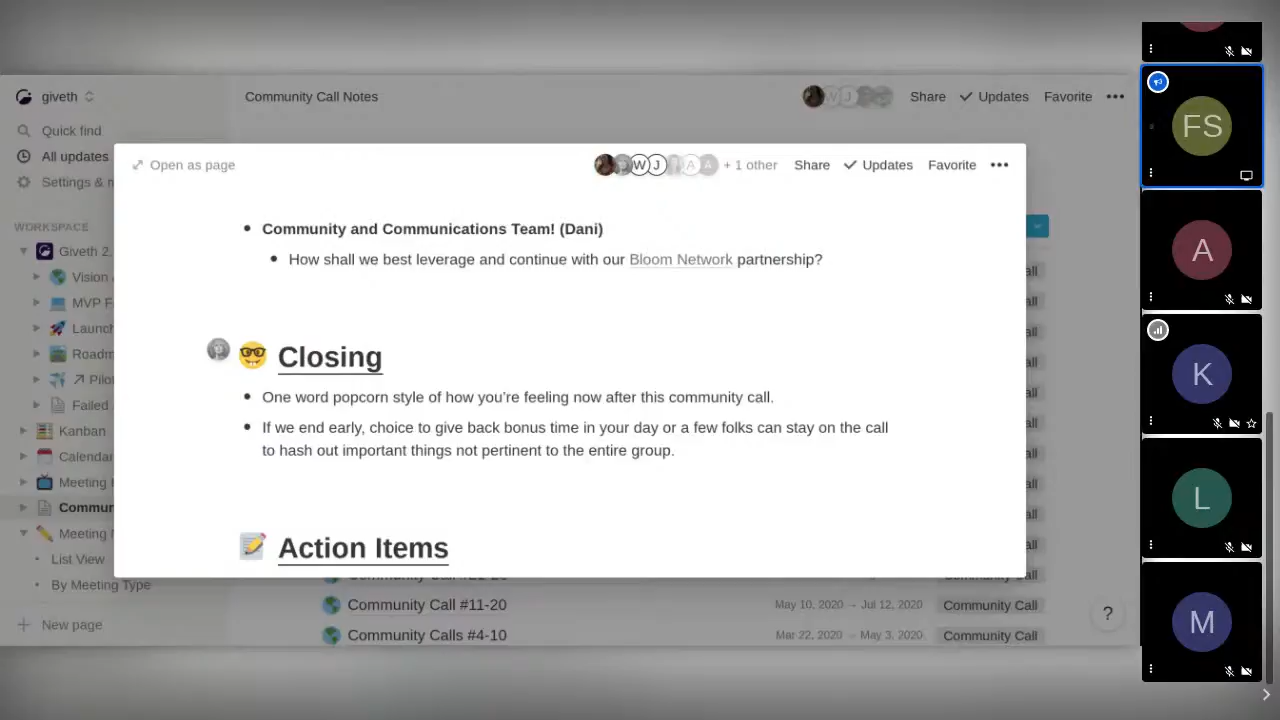 giveth
Community Call Notes
Share
Updates
Favorite
Quick find
All updates
Settings & m
Open as page
W J A A + 1 other
Share
Updates
Favorite
WORKSPACE
Giveth 2.
Vision
MVP F
Launch
Roadm
Pilot
Failed
Kanban
Calendar
Meeting
Commun
Meeting
List View
By Meeting Type
New page
Community and Communications Team! (Dani)
How shall we best leverage and continue with our Bloom Network partnership?
Closing
One word popcorn style of how you're feeling now after this community call.
If we end early, choice to give back bonus time in your day or a few folks can stay on the call
to hash out important things not pertinent to the entire group.
Action Items
Community Call #11-20
May 10, 2020 → Jul 12, 2020
Community Call
Community Calls #4-10
Mar 22, 2020 → May 3, 2020
Community Call
?
FS
A
K
L
M